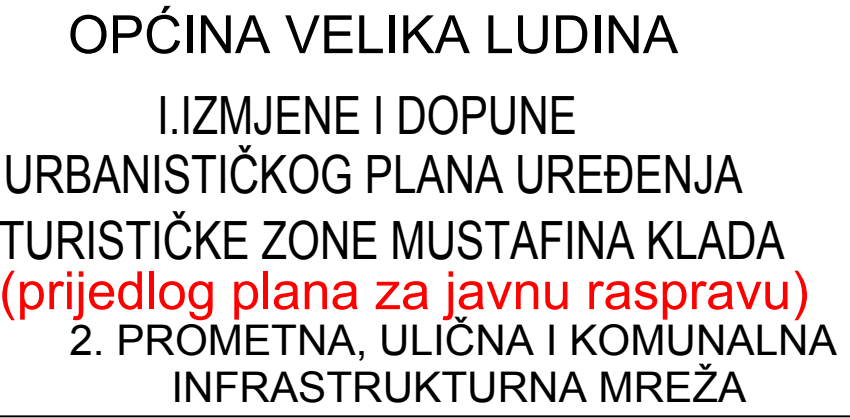 OPĆINA VELIKA LUDINA
I.IZMJENE I DOPUNE
URBANISTIČKOG PLANA UREĐENJA
TURISTIČKE ZONE MUSTAFINA KLADA
(prijedlog plana za javnu raspravu)
2. PROMETNA, ULIČNA I KOMUNALNA
INFRASTRUKTURNA MREŽA